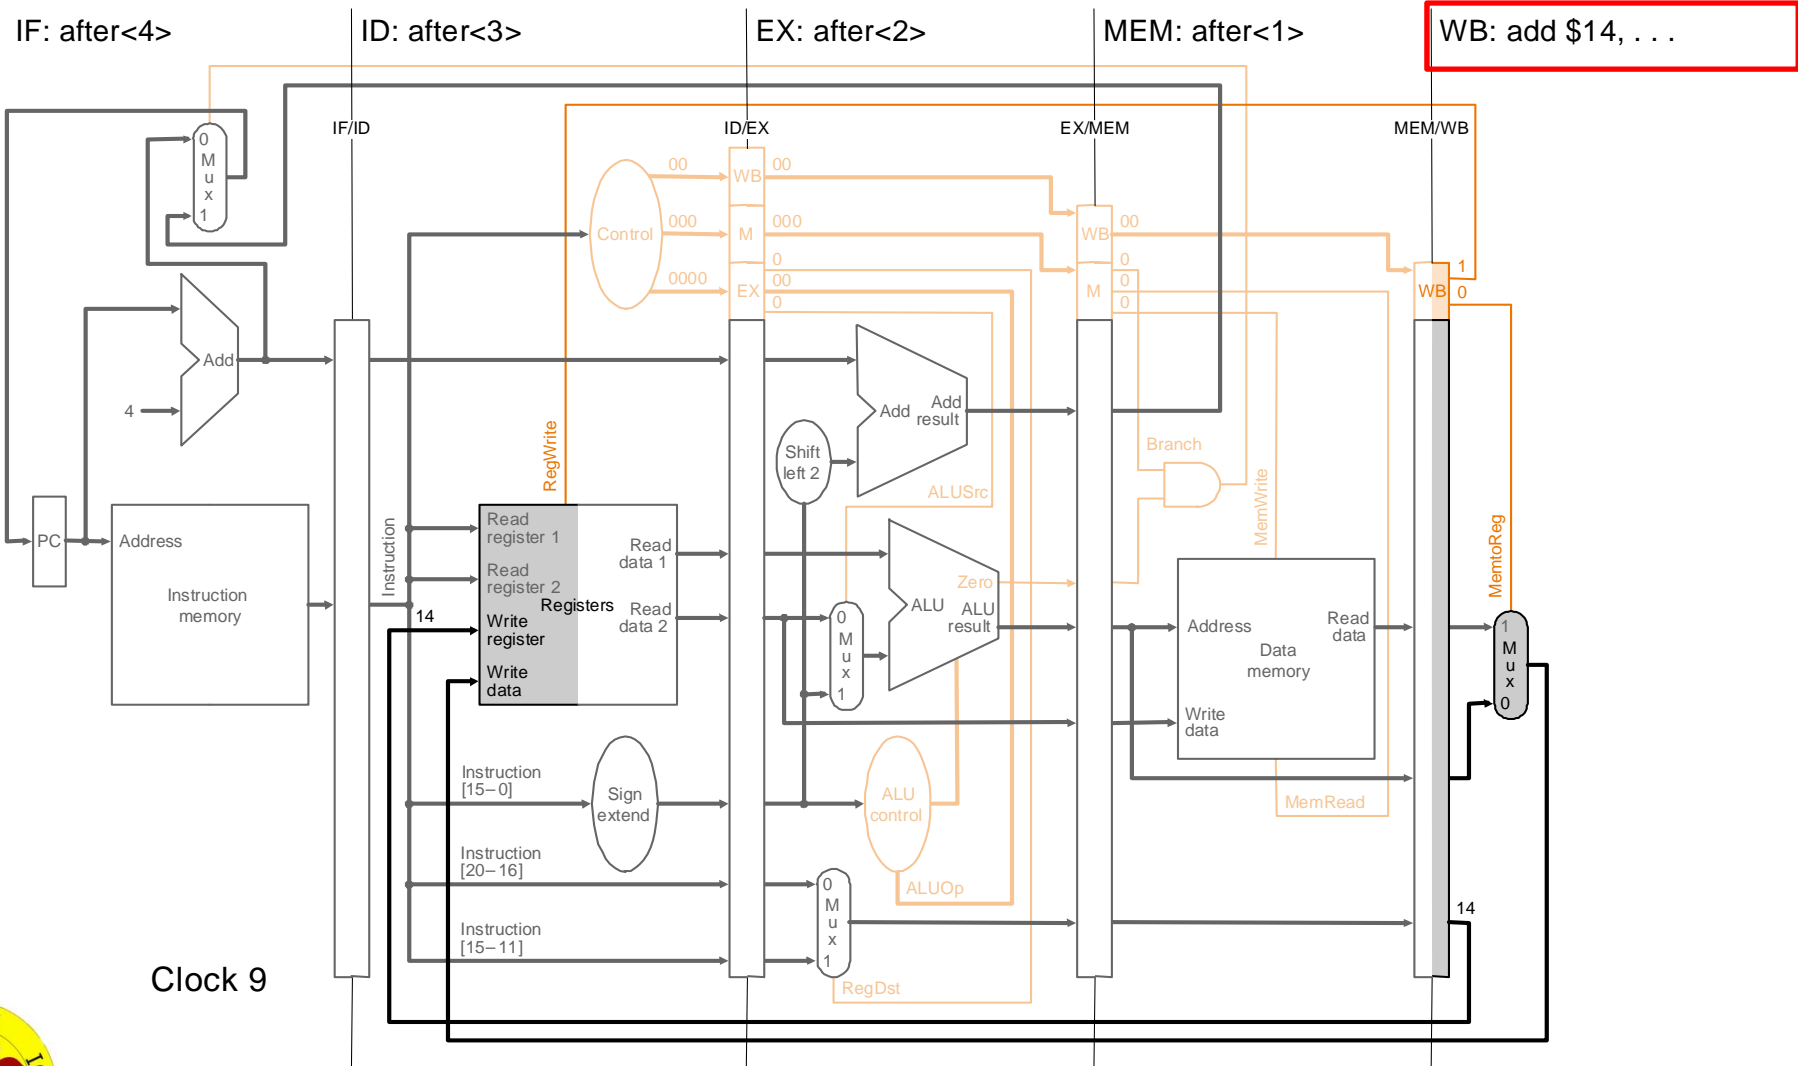 IF: after<4>
ID: after<3>
EX: after<2>
MEM: after<1>
WB: add $14, . . .
IF/ID
ID/EX
EX/MEM
MEM/WB
0
M
u
x
1
00
WB
00
000
M
000
Control
0
0000
EX
00
0
WB
00
0
M
0
0
1
WB
0
Add
4
Add
Add
result
Shift
left 2
RegWrite
Branch
ALUSrc
MemWrite
MemtoReg
PC
Address
Instruction
memory
Instruction
Read
register 1
Read
register 2
Registers
14
Write
register
Write
data
Read
data 1
Read
data 2
0
M
u
x
1
Zero
ALU
ALU
result
Address
Read
data
Data
memory
Write
data
1
M
u
x
0
Instruction
[15–0]
Sign
extend
ALU
control
MemRead
Instruction
[20–16]
ALUOp
0
M
u
x
1
14
Instruction
[15–11]
RegDst
Clock 9